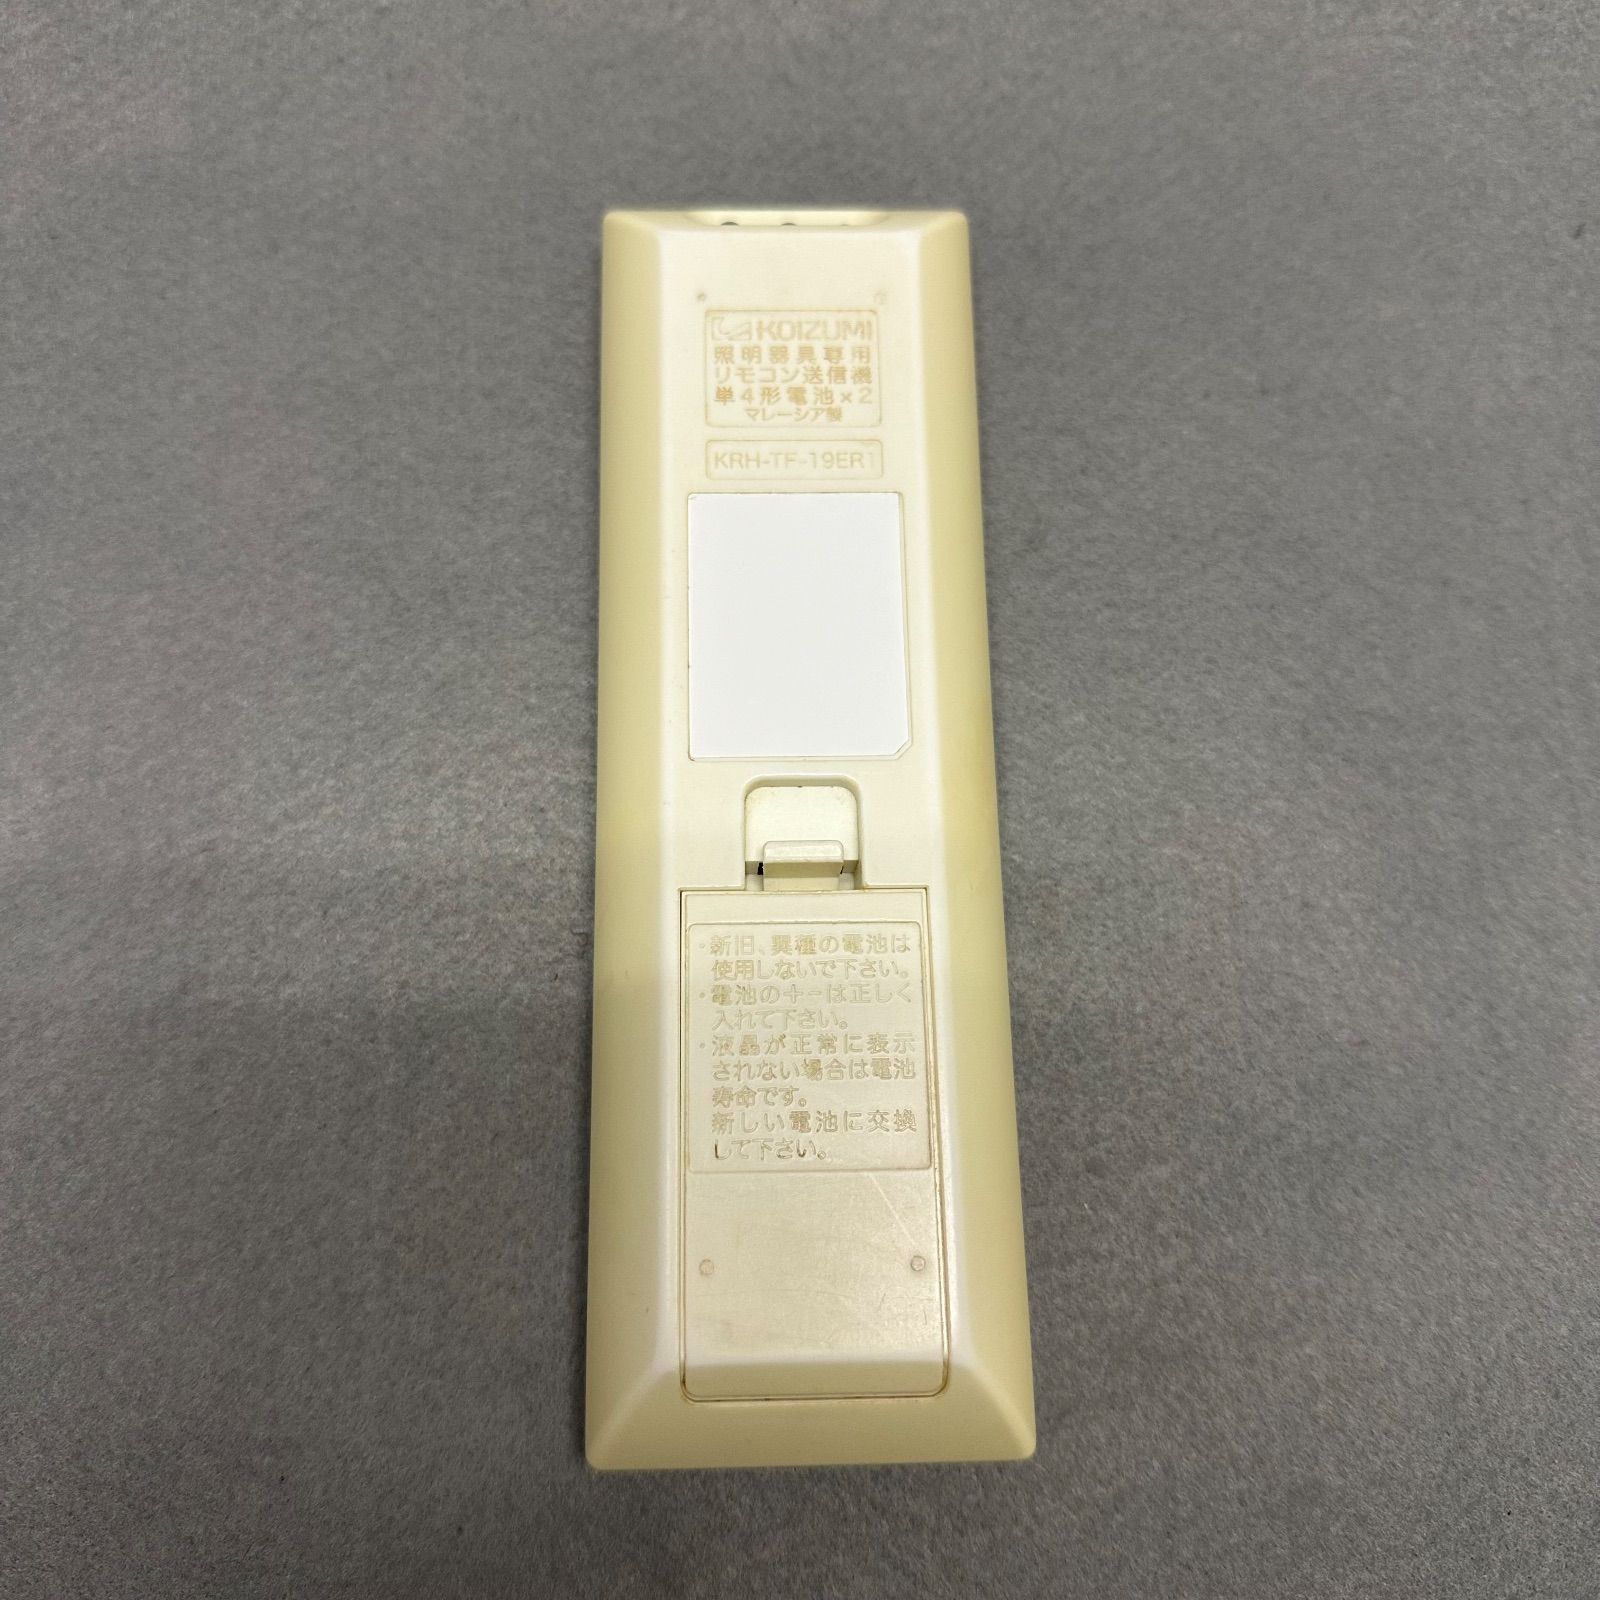 KOIZUMI
照明器具専用
リモコン送信機
単4形電池×2
マレーシア製
KRH-TF-19ER1
・新旧、異種の電池は
使用しないで下さい。
・電池の＋－は正しく
入れて下さい。
・液晶が正常に表示
されない場合は電池
寿命です。
新しい電池に交換
して下さい。